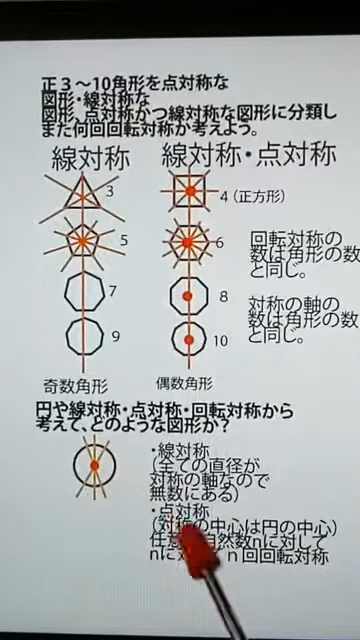 正3〜10角形を点対称な
図形・線対称な
図形、点対称かつ線対称な図形に分類し
また何回回転対称か考えよう。
線対称
線対称・点対称
3
4(正方形)
5
6
回転対称の
数は角形の数
と同じ。
7
8
対称の軸の
数は角形の数
と同じ。
9
10
奇数角形
偶数角形
円や線対称・点対称・回転対称から
考えて、どのような図形か?
・線対称
(全ての直径が
対称の軸なので
無数にある)
・点対称
(対称の中心は円の中心)
任意 自然数nに対して
nに n回回転対称